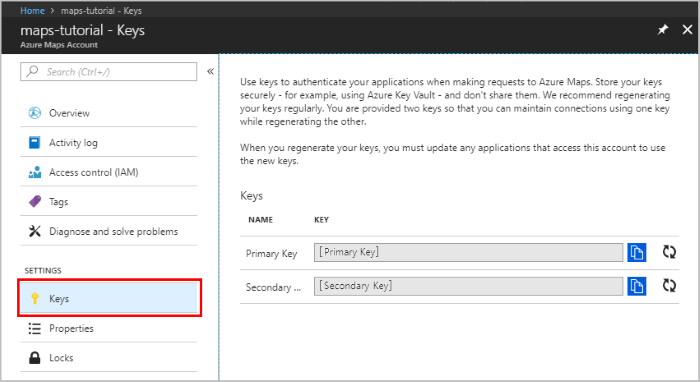 Home > maps-tutorial - Keys
maps-tutorial - Keys
Azure Maps Account
Search (Ctrl+/)
Overview
Activity log
Access control (IAM)
Tags
Diagnose and solve problems
SETTINGS
Keys
Properties
Locks
Use keys to authenticate your applications when making requests to Azure Maps. Store your keys
securely - for example, using Azure Key Vault - and don't share them. We recommend regenerating
your keys regularly. You are provided two keys so that you can maintain connections using one key
while regenerating the other.
When you regenerate your keys, you must update any applications that access this account to use
the new keys.
Keys
NAME KEY
Primary Key [Primary Key]
Secondary ... [Secondary Key]